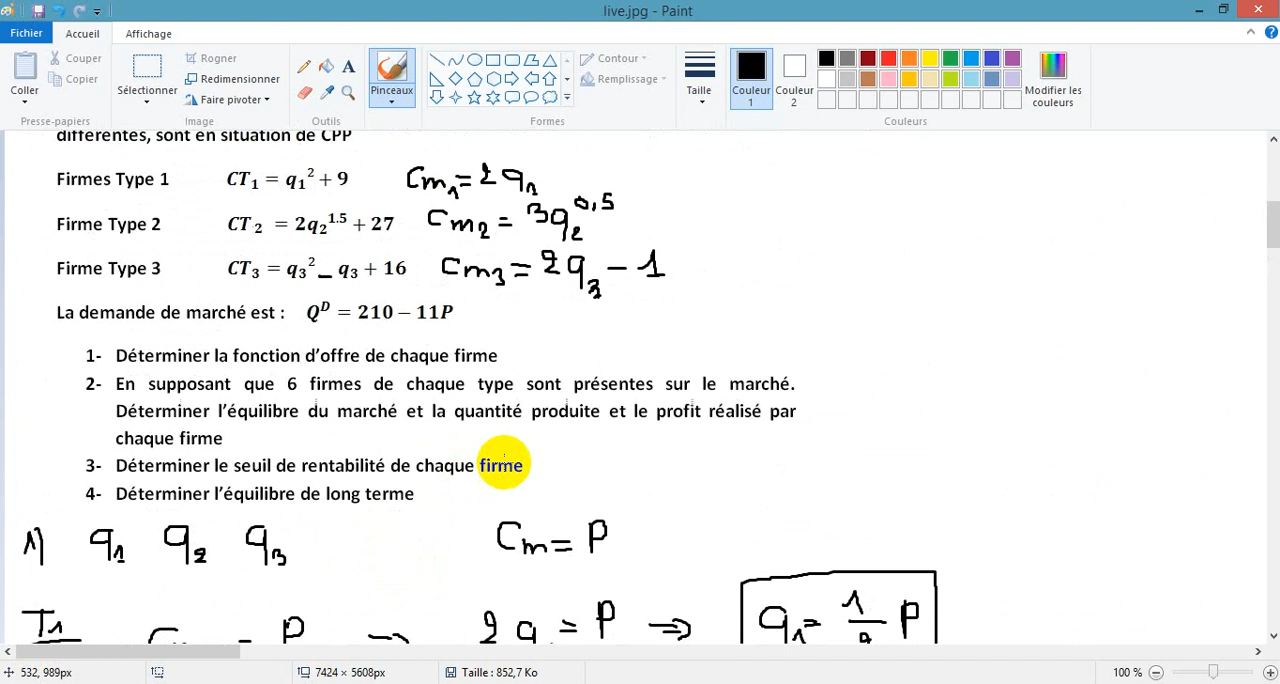 live.jpg - Paint
Fichier Accueil Affichage
Coller
Couper
Copier
Presse-papiers
Sélectionner
Rogner
Redimensionner
Faire pivoter
Image
A
Outils
Pinceaux
Contour
Remplissage
Formes
Taille
Couleur 1
Couleur 2
Modifier les couleurs
Couleurs
différentes, sont en situation de CPP
Firmes Type 1 CT₁ = q₁² + 9 Cm₁ = 2q₁
Firme Type 2 CT₂ = 2q₂^1.5 + 27 Cm₂ = 3q₂^0,5
Firme Type 3 CT₃ = q₃² _ q₃ + 16 Cm₃ = 2q₃ - 1
La demande de marché est : Q^D = 210 − 11P
1- Déterminer la fonction d'offre de chaque firme
2- En supposant que 6 firmes de chaque type sont présentes sur le marché.
Déterminer l'équilibre du marché et la quantité produite et le profit réalisé par
chaque firme
3- Déterminer le seuil de rentabilité de chaque firme
4- Déterminer l'équilibre de long terme
1) q₁ q₂ q₃ Cm = P
T1 = P => 2q = P => q₁ = 1/2 P
532, 989px 7424 × 5608px Taille : 852,7 Ko 100 %